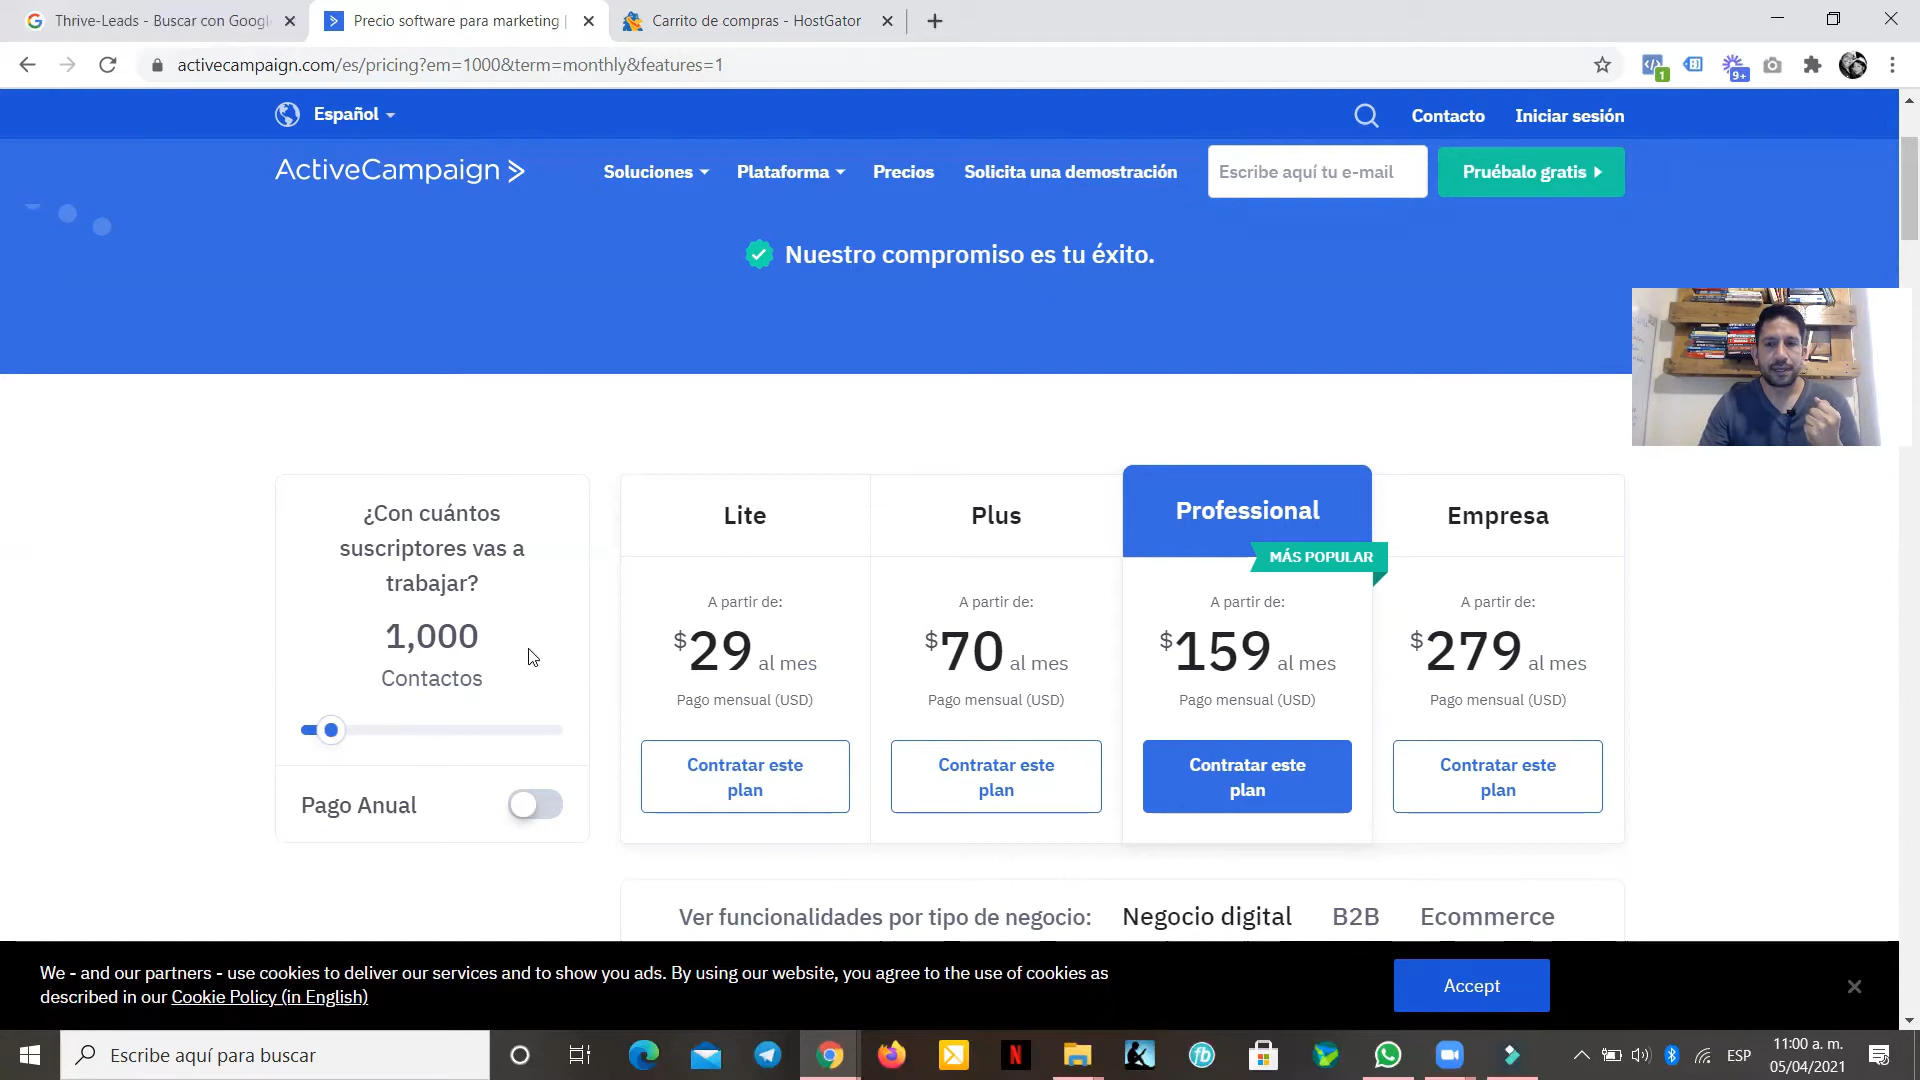 Thrive-Leads - Buscar con Googl
Precio software para marketing |
Carrito de compras - HostGator
activecampaign.com/es/pricing?em=1000&term=monthly&features=1
1
9+
Español
Contacto
Iniciar sesión
ActiveCampaign >
Soluciones
Plataforma
Precios
Solicita una demostración
Escribe aquí tu e-mail
Pruébalo gratis
Nuestro compromiso es tu éxito.
¿Con cuántos
suscriptores vas a
trabajar?
1,000
Contactos
Pago Anual
Lite
A partir de:
$29 al mes
Pago mensual (USD)
Contratar este
plan
Plus
A partir de:
$70 al mes
Pago mensual (USD)
Contratar este
plan
Professional
MÁS POPULAR
A partir de:
$159 al mes
Pago mensual (USD)
Contratar este
plan
Empresa
A partir de:
$279 al mes
Pago mensual (USD)
Contratar este
plan
Ver funcionalidades por tipo de negocio:
Negocio digital
B2B
Ecommerce
We - and our partners - use cookies to deliver our services and to show you ads. By using our website, you agree to the use of cookies as
described in our Cookie Policy (in English)
Accept
Escribe aquí para buscar
N
fb
ESP
11:00 a. m.
05/04/2021